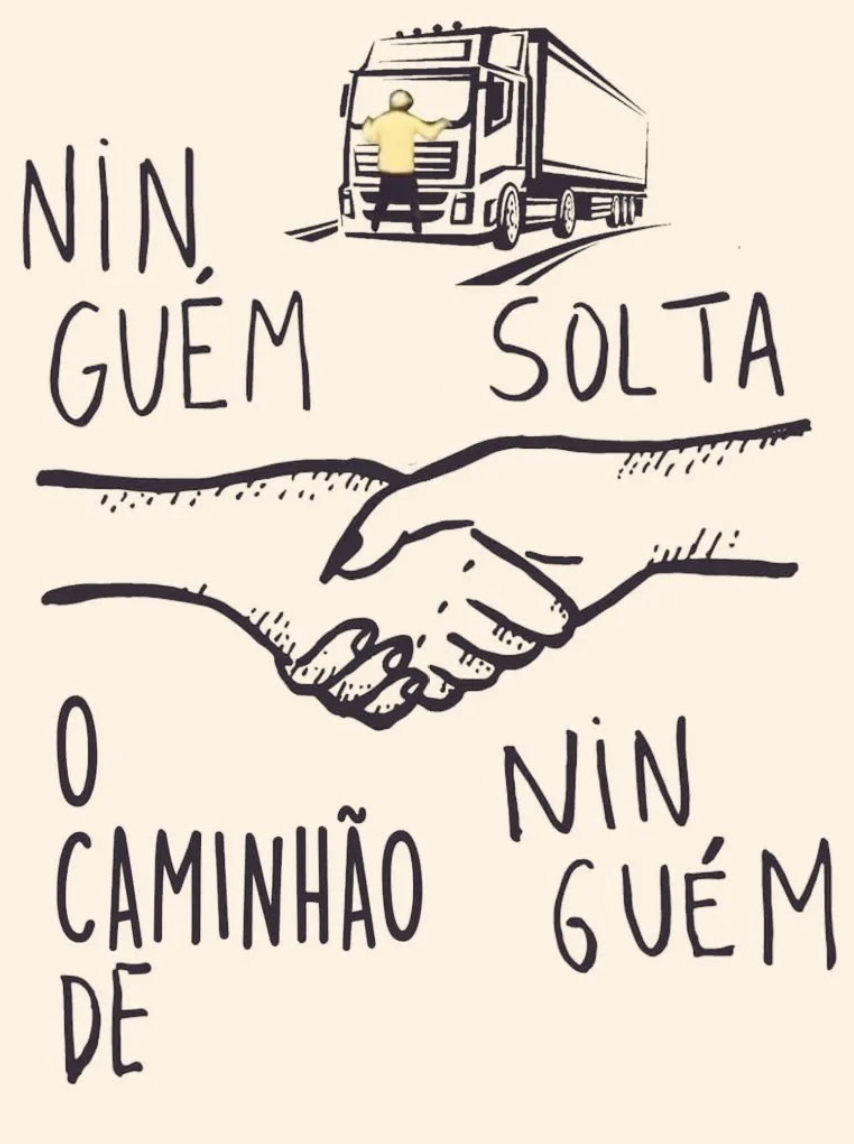 NiN
GUÉM
SOLTA
O
CAMINHÃO
DE
NiN
GUÉM